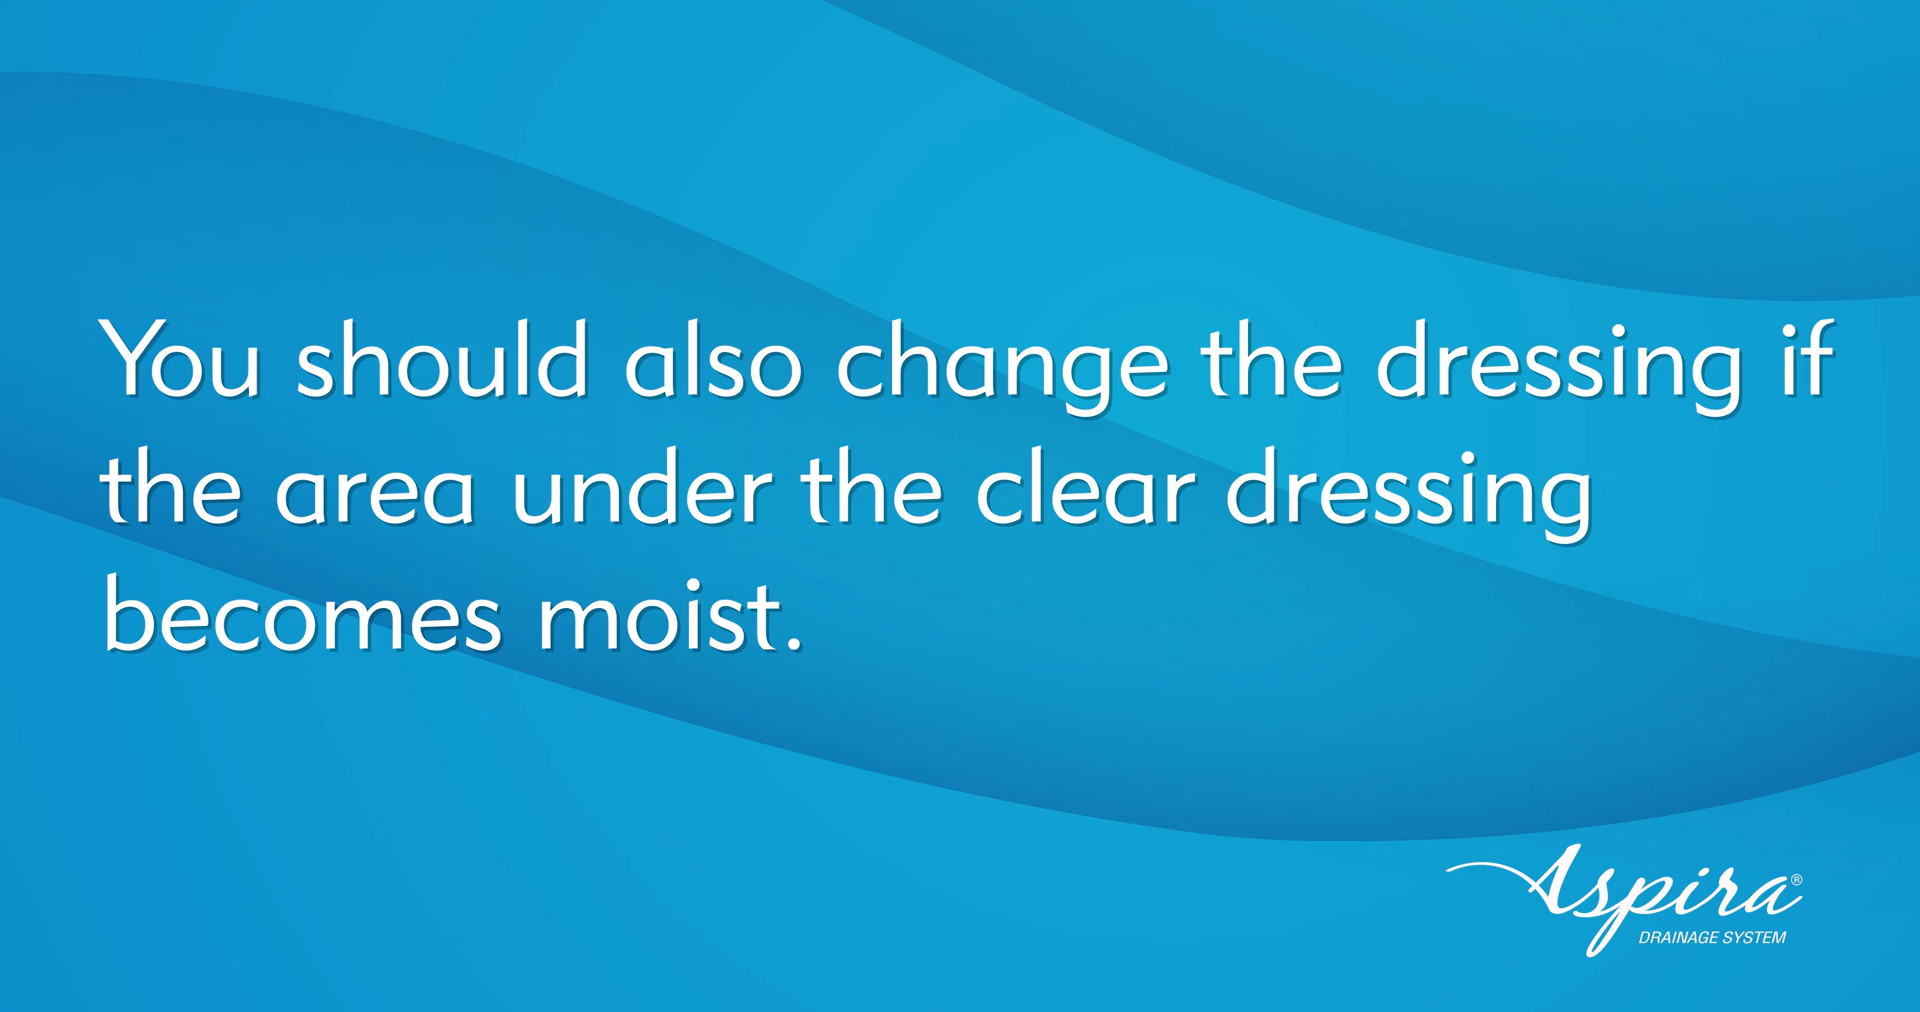 You should also change the dressing if
the area under the clear dressing
becomes moist.
Aspira®
DRAINAGE SYSTEM